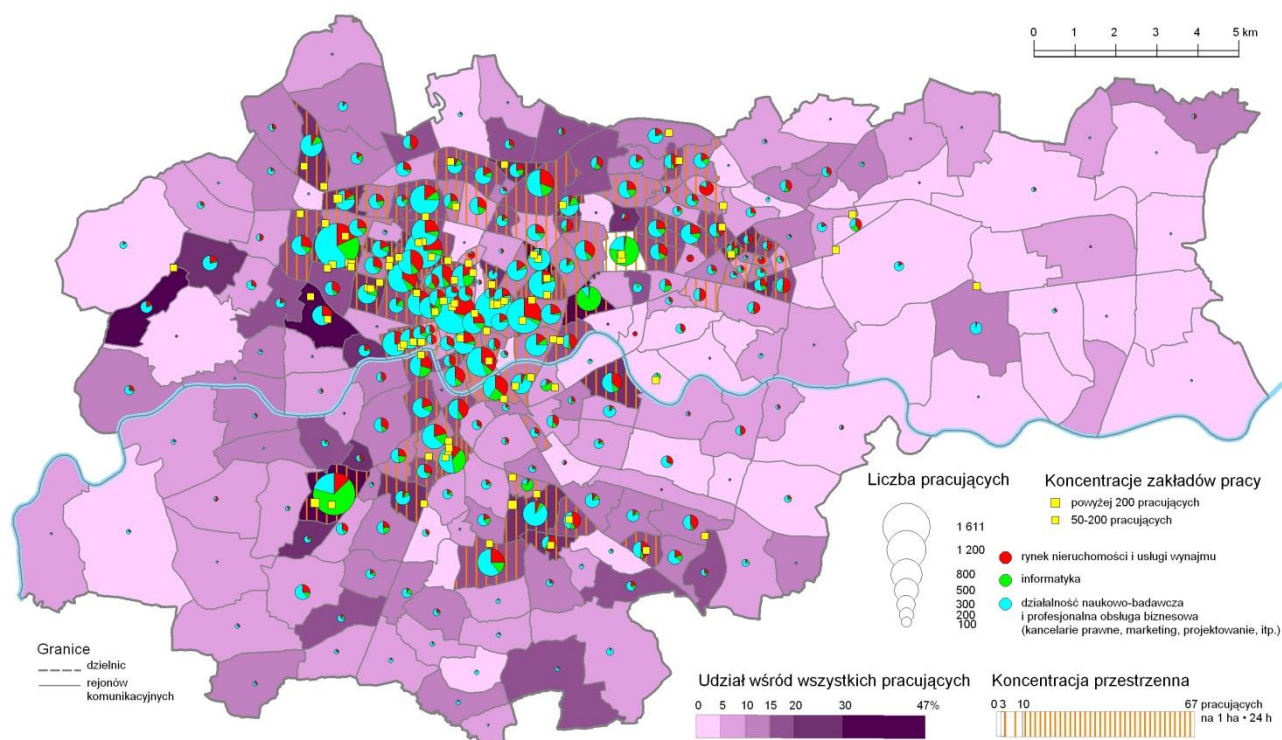 0 1 2 3 4 5 km
Liczba pracujących
1 611
1 200
800
500
300
200
100
Koncentracje zakładów pracy
powyżej 200 pracujących
50-200 pracujących
rynek nieruchomości i usługi wynajmu
informatyka
działalność naukowo-badawcza
i profesjonalna obsługa biznesowa
(kancelarie prawne, marketing, projektowanie, itp.)
Granice
dzielnic
rejonów
komunikacyjnych
Udział wśród wszystkich pracujących
0 5 10 15 20 30 47%
Koncentracja przestrzenna
0 3 10 67 pracujących
na 1 ha • 24 h